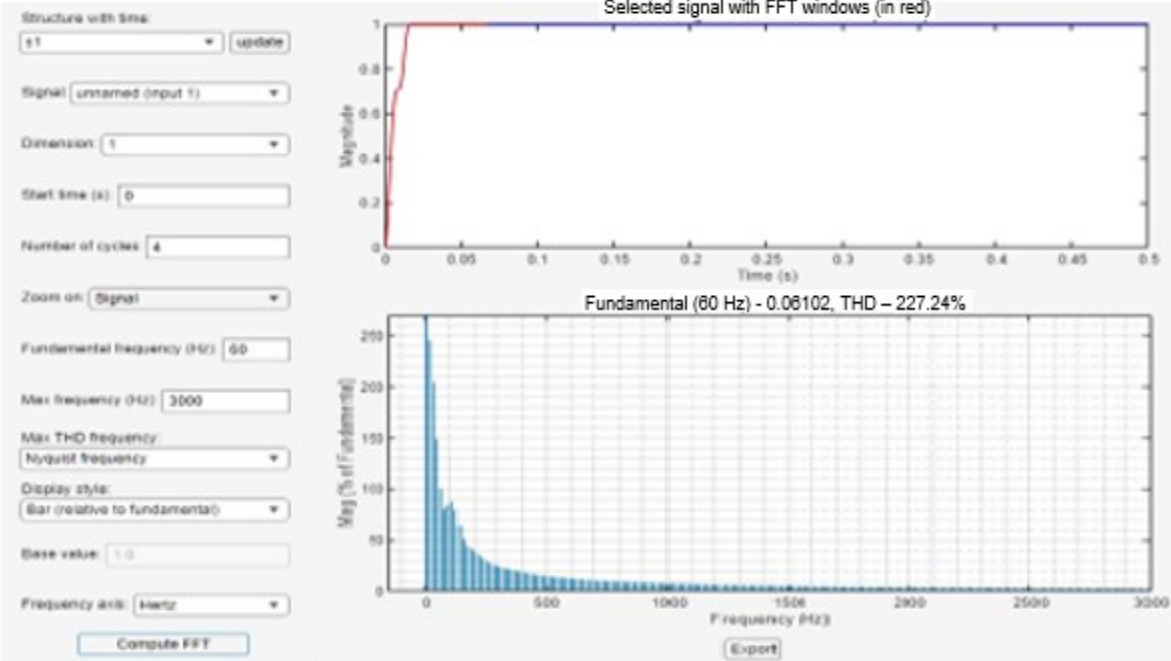 Structure with time:
s1
update
Signal: unnamed (input 1)
Dimension: 1
Start time (s): 0
Number of cycles: 4
Zoom on: Signal
Fundamental frequency (Hz): 60
Max frequency (Hz): 3000
Max THD frequency:
Nyquist frequency
Display style:
Bar (relative to fundamental)
Base value: 1.0
Frequency axis: Hertz
Compute FFT
Selected signal with FFT windows (in red)
1
0.8
0.6
0.4
0.2
0
Magnitude
0 0.05 0.1 0.15 0.2 0.25 0.3 0.35 0.4 0.45 0.5
Time (s)
Fundamental (60 Hz) - 0.06102, THD – 227.24%
250
200
150
100
50
0
Mag (% of Fundamental)
0 500 1000 1500 2000 2500 3000
Frequency (Hz)
Export